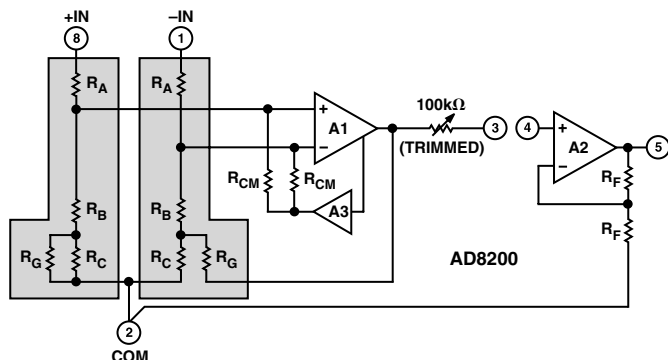 +IN
−IN
8
1
RA
RA
100kΩ
+
A1
−
3
4
+
A2
−
5
(TRIMMED)
RCM
RCM
A3
RF
RB
RB
RF
RG
RC
RC
RG
AD8200
2
COM